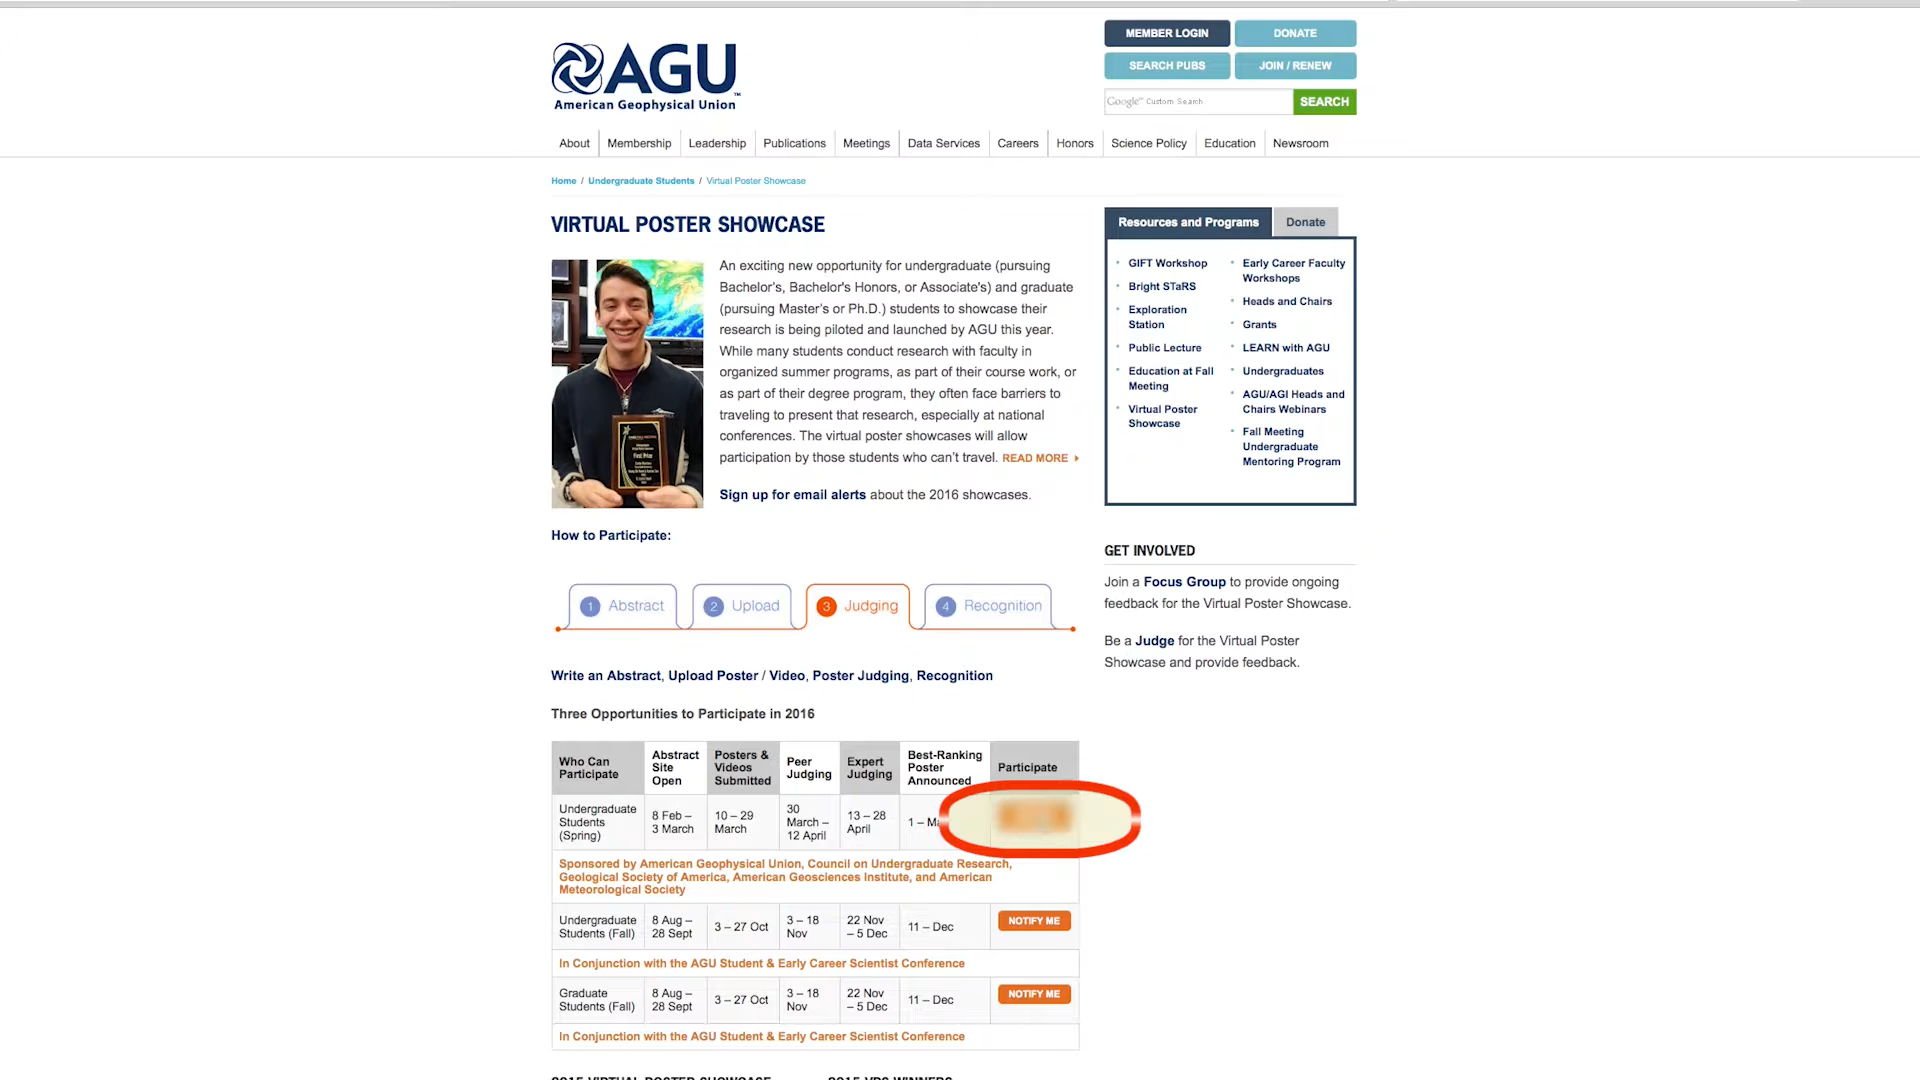 MEMBER LOGIN
DONATE
SEARCH PUBS
JOIN / RENEW
AGU
American Geophysical Union
Google™ Custom Search
SEARCH
About
Membership
Leadership
Publications
Meetings
Data Services
Careers
Honors
Science Policy
Education
Newsroom
Home / Undergraduate Students / Virtual Poster Showcase
VIRTUAL POSTER SHOWCASE
An exciting new opportunity for undergraduate (pursuing
Bachelor's, Bachelor's Honors, or Associate's) and graduate
(pursuing Master's or Ph.D.) students to showcase their
research is being piloted and launched by AGU this year.
While many students conduct research with faculty in
organized summer programs, as part of their course work, or
as part of their degree program, they often face barriers to
traveling to present that research, especially at national
conferences. The virtual poster showcases will allow
participation by those students who can't travel. READ MORE
Sign up for email alerts about the 2016 showcases.
First Prize
How to Participate:
1 Abstract
2 Upload
3 Judging
4 Recognition
Write an Abstract, Upload Poster / Video, Poster Judging, Recognition
Three Opportunities to Participate in 2016
Who Can
Participate
Abstract
Site
Open
Posters &
Videos
Submitted
Peer
Judging
Expert
Judging
Best-Ranking
Poster
Announced
Participate
Undergraduate
Students
(Spring)
8 Feb –
3 March
10 – 29
March
30
March –
12 April
13 – 28
April
1 –
Sponsored by American Geophysical Union, Council on Undergraduate Research,
Geological Society of America, American Geosciences Institute, and American
Meteorological Society
Undergraduate
Students (Fall)
8 Aug –
28 Sept
3 – 27 Oct
3 – 18
Nov
22 Nov
– 5 Dec
11 – Dec
NOTIFY ME
In Conjunction with the AGU Student & Early Career Scientist Conference
Graduate
Students (Fall)
8 Aug –
28 Sept
3 – 27 Oct
3 – 18
Nov
22 Nov
– 5 Dec
11 – Dec
NOTIFY ME
In Conjunction with the AGU Student & Early Career Scientist Conference
2015 VIRTUAL POSTER SHOWCASE
2015 VPS WINNERS
Resources and Programs
Donate
GIFT Workshop
Bright STaRS
Exploration
Station
Public Lecture
Education at Fall
Meeting
Virtual Poster
Showcase
Early Career Faculty
Workshops
Heads and Chairs
Grants
LEARN with AGU
Undergraduates
AGU/AGI Heads and
Chairs Webinars
Fall Meeting
Undergraduate
Mentoring Program
GET INVOLVED
Join a Focus Group to provide ongoing
feedback for the Virtual Poster Showcase.
Be a Judge for the Virtual Poster
Showcase and provide feedback.